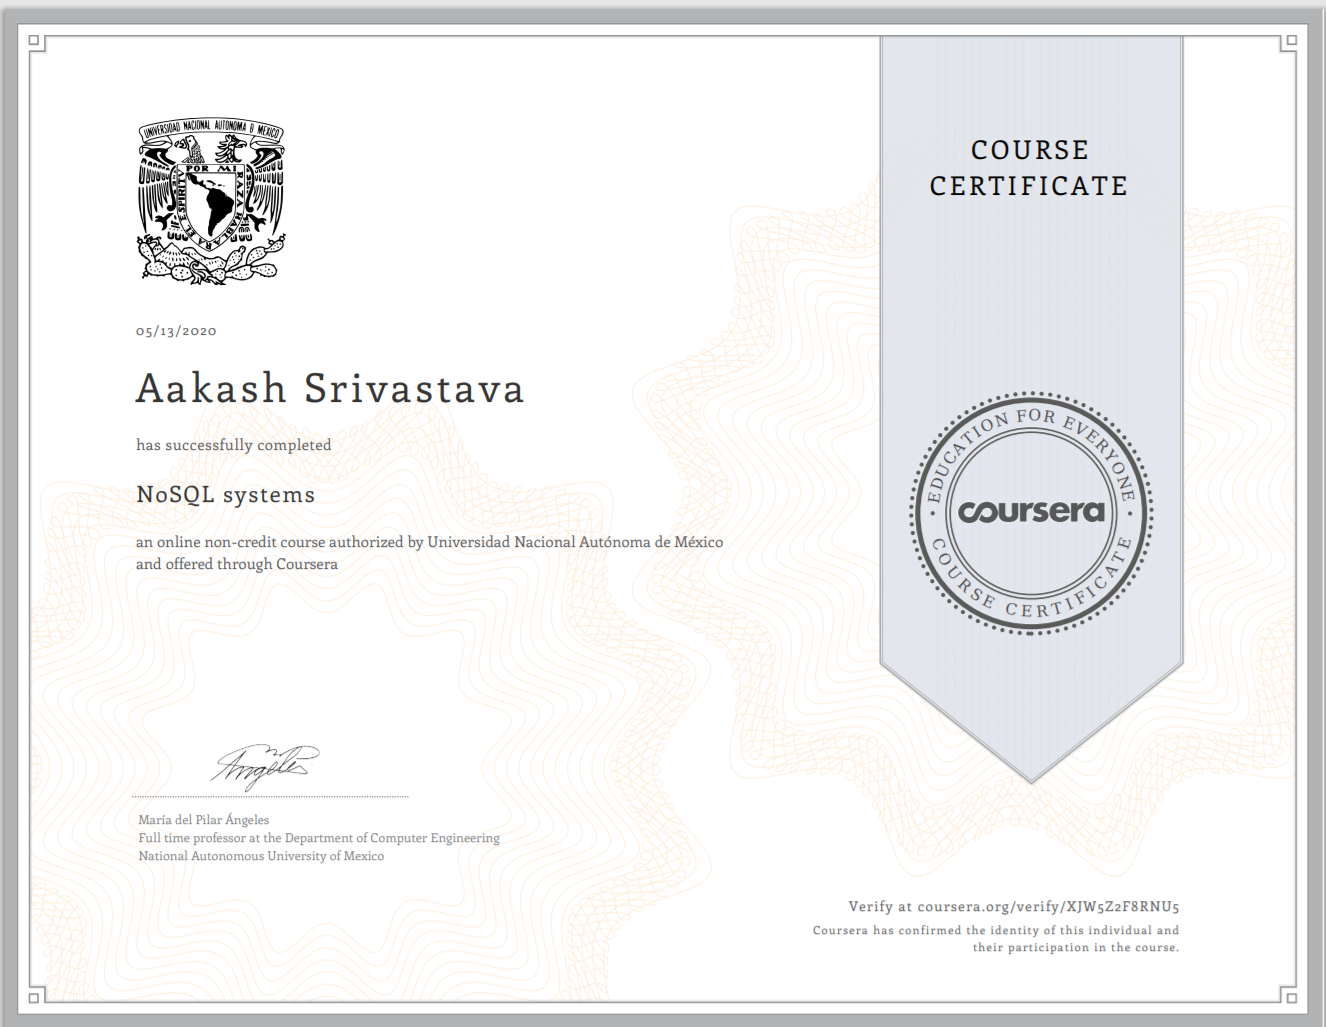 UNIVERSIDAD NACIONAL AUTONOMA D MEXICO
POR MI
RAZA HABLARA EL ESPIRITU
COURSE
CERTIFICATE
05/13/2020
Aakash Srivastava
has successfully completed
NoSQL systems
an online non-credit course authorized by Universidad Nacional Autónoma de México
and offered through Coursera
EDUCATION FOR EVERYONE
coursera
COURSE CERTIFICATE
Angeles
María del Pilar Ángeles
Full time professor at the Department of Computer Engineering
National Autonomous University of Mexico
Verify at coursera.org/verify/XJW5Z2F8RNU5
Coursera has confirmed the identity of this individual and
their participation in the course.